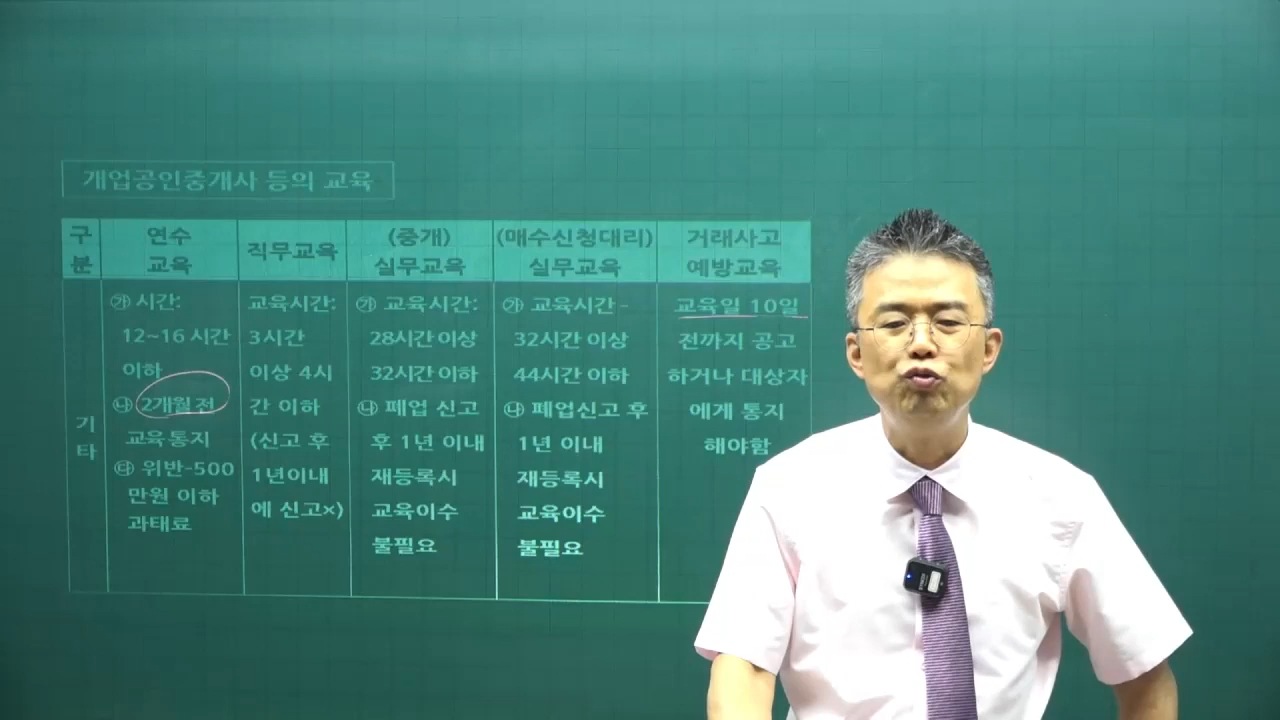 개업공인중개사 등의 교육
구
분
연수
교육
직무교육
(중개)
실무교육
(매수신청대리)
실무교육
거래사고
예방교육
기
타
㉮ 시간:
12~16 시간
이하
㉯ 2개월 전
교육통지
㉰ 위반-500
만원 이하
과태료
교육시간:
3시간
이상 4시
간 이하
(신고 후
1년이내
에 신고×)
㉮ 교육시간:
28시간 이상
32시간 이하
㉯ 폐업 신고
후 1년 이내
재등록시
교육이수
불필요
㉮ 교육시간 -
32시간 이상
44시간 이하
㉯ 폐업신고 후
1년 이내
재등록시
교육이수
불필요
교육일 10일
전까지 공고
하거나 대상자
에게 통지
해야함